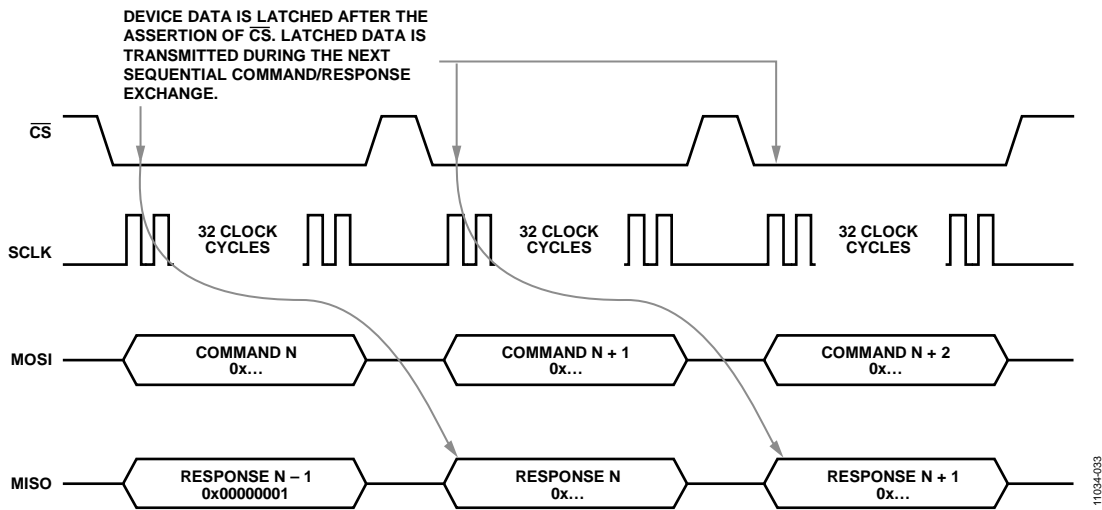 DEVICE DATA IS LATCHED AFTER THE
ASSERTION OF C̅S̅. LATCHED DATA IS
TRANSMITTED DURING THE NEXT
SEQUENTIAL COMMAND/RESPONSE
EXCHANGE.
C̅S̅
SCLK
32 CLOCK
CYCLES
32 CLOCK
CYCLES
32 CLOCK
CYCLES
MOSI
COMMAND N
0x…
COMMAND N + 1
0x…
COMMAND N + 2
0x…
MISO
RESPONSE N – 1
0x00000001
RESPONSE N
0x…
RESPONSE N + 1
0x…
11034-033